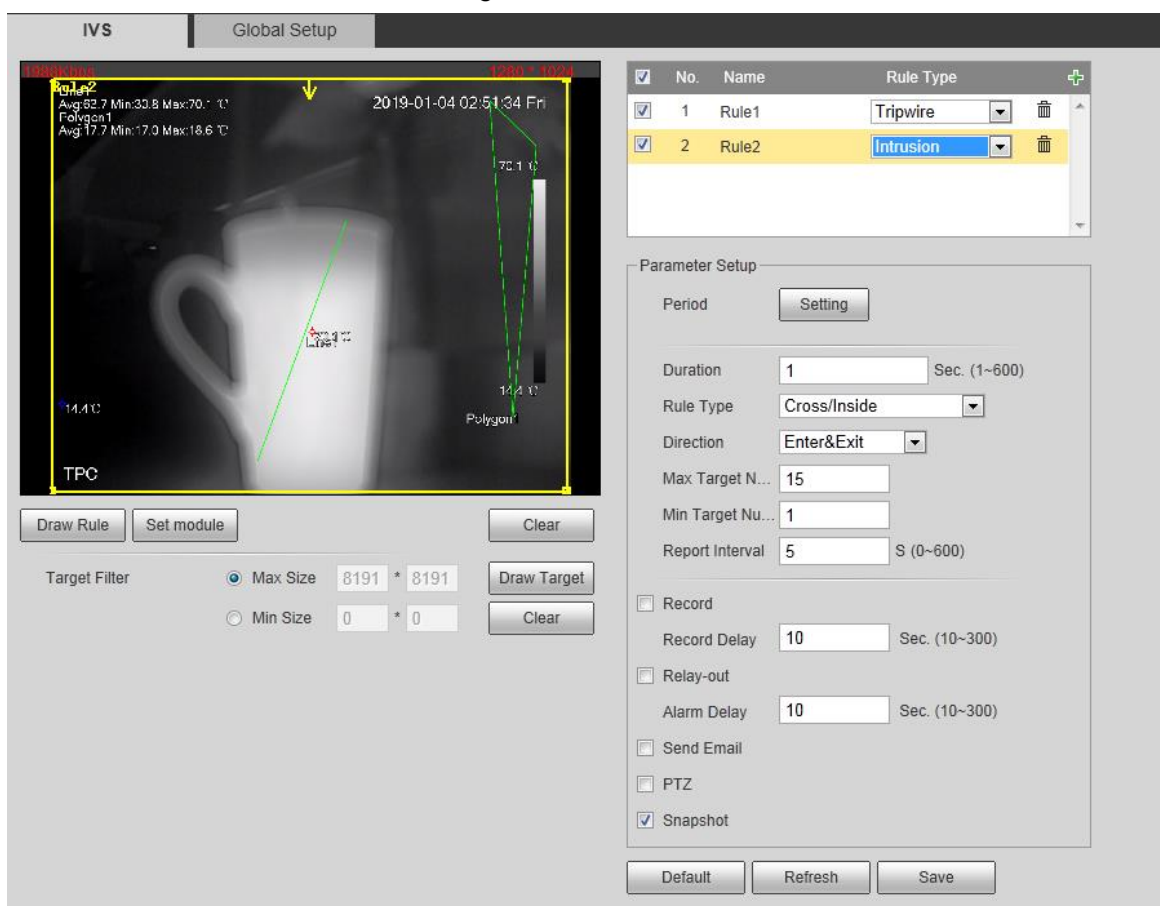 IVS
Global Setup
1280 * 1024
Rule2
Avg:62.7 Min:33.8 Max:70.1 ℃
Polygon1
Avg:17.7 Min:17.0 Max:18.6 ℃
2019-01-04 02:51:34 Fri
70.1 ℃
14.4 ℃
Line1
14.4℃
Polygon1
TPC
Draw Rule
Set module
Clear
Target Filter
Max Size 8191 * 8191
Draw Target
Min Size 0 * 0
Clear
No. Name Rule Type
1 Rule1 Tripwire
2 Rule2 Intrusion
Parameter Setup
Period Setting
Duration 1 Sec. (1~600)
Rule Type Cross/Inside
Direction Enter&Exit
Max Target N... 15
Min Target Nu... 1
Report Interval 5 S (0~600)
Record
Record Delay 10 Sec. (10~300)
Relay-out
Alarm Delay 10 Sec. (10~300)
Send Email
PTZ
Snapshot
Default Refresh Save